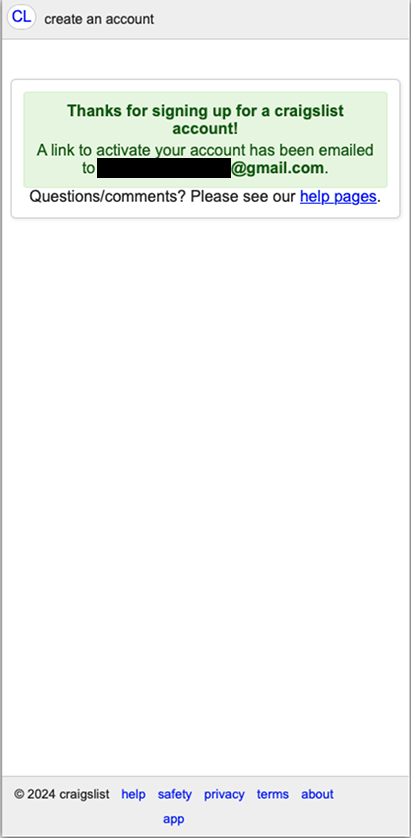 CL create an account
Thanks for signing up for a craigslist
account!
A link to activate your account has been emailed
to @gmail.com.
Questions/comments? Please see our help pages.
© 2024 craigslist help safety privacy terms about
app